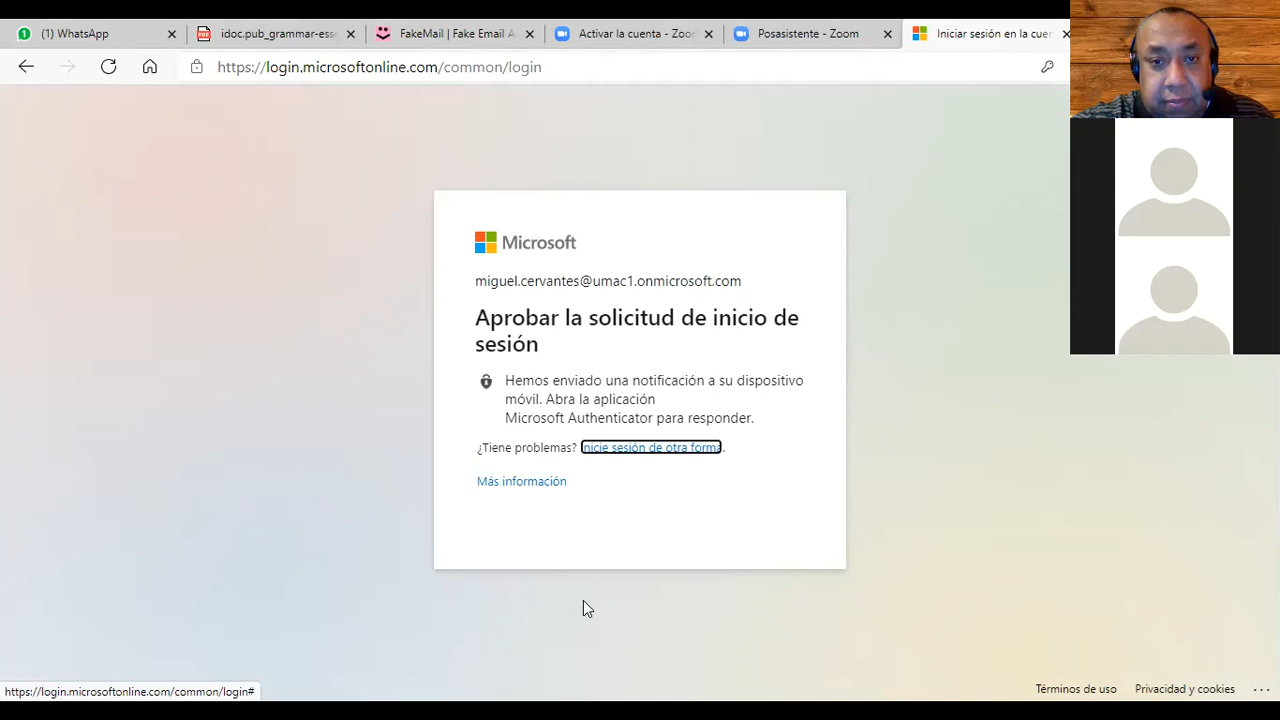 (1) WhatsApp
idoc.pub_grammar-esse
FakeMail | Fake Email A
Activar la cuenta - Zoom
Posasistente - Zoom
Iniciar sesión en la cuen
https://login.microsoftonline.com/common/login
Microsoft
miguel.cervantes@umac1.onmicrosoft.com
Aprobar la solicitud de inicio de
sesión
Hemos enviado una notificación a su dispositivo
móvil. Abra la aplicación
Microsoft Authenticator para responder.
¿Tiene problemas? Inicie sesión de otra forma.
Más información
https://login.microsoftonline.com/common/login#
Términos de uso
Privacidad y cookies